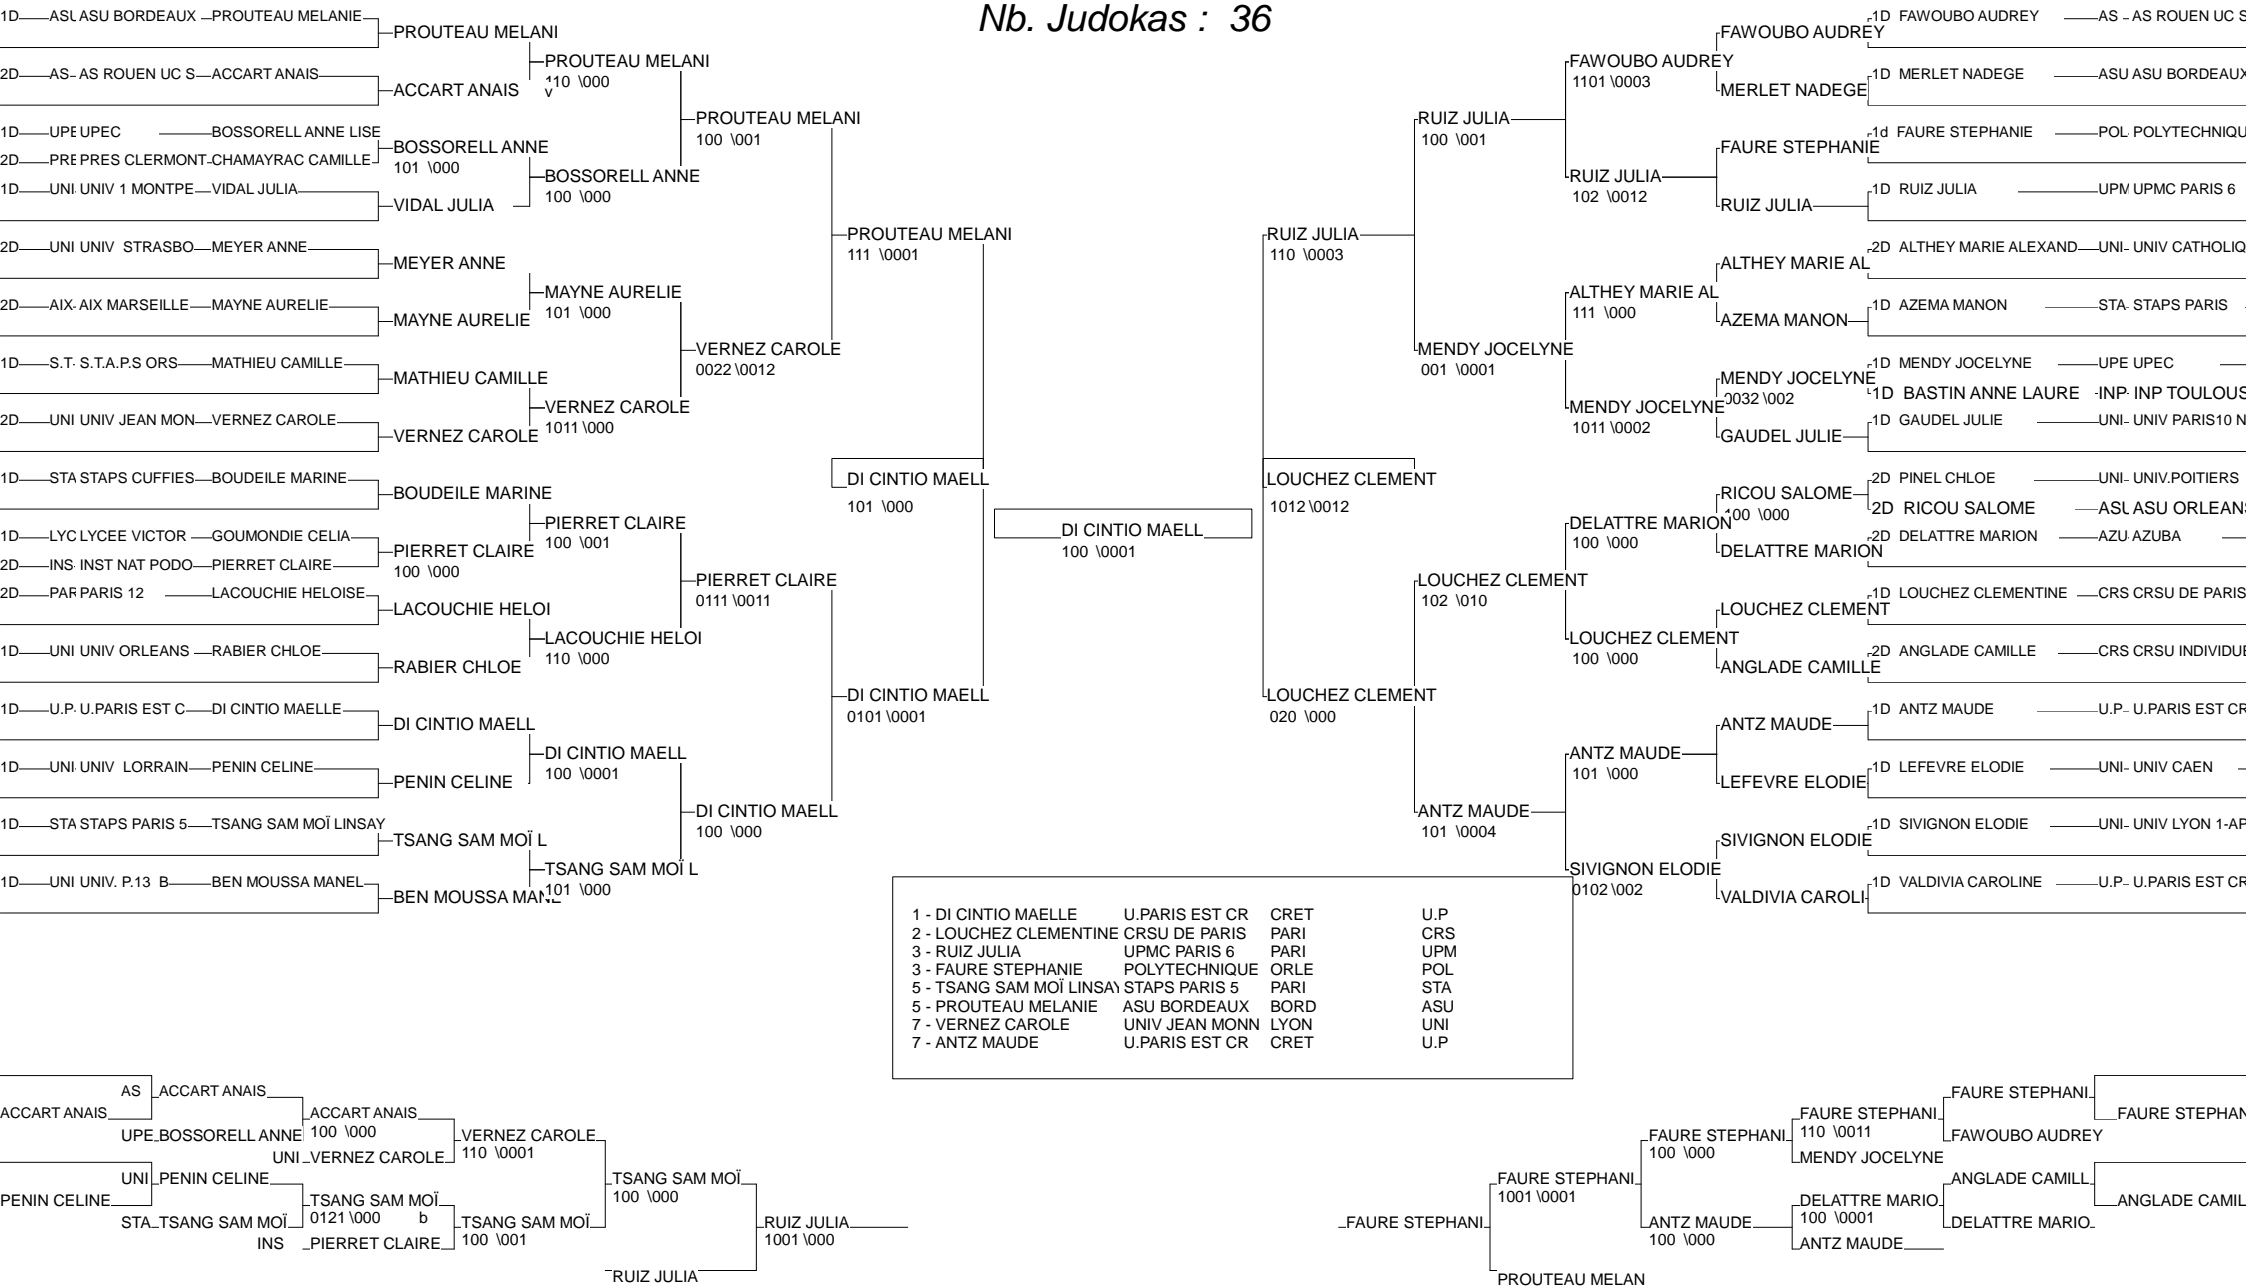 Nb. Judokas : 36
1D ASU ASU BORDEAUX PROUTEAU MELANIE
PROUTEAU MELANI
2D AS AS ROUEN UC S ACCART ANAIS
ACCART ANAIS
PROUTEAU MELANI
110 \000
v
1D UPE UPEC BOSSORELL ANNE LISE
2D PRE PRES CLERMONT CHAMAYRAC CAMILLE
BOSSORELL ANNE
101 \000
1D UNI UNIV 1 MONTPE VIDAL JULIA
VIDAL JULIA
BOSSORELL ANNE
100 \000
PROUTEAU MELANI
100 \001
2D UNI UNIV STRASBO MEYER ANNE
MEYER ANNE
2D AIX AIX MARSEILLE MAYNE AURELIE
MAYNE AURELIE
MAYNE AURELIE
101 \000
1D S.T S.T.A.P.S ORS MATHIEU CAMILLE
MATHIEU CAMILLE
2D UNI UNIV JEAN MON VERNEZ CAROLE
VERNEZ CAROLE
VERNEZ CAROLE
1011 \000
VERNEZ CAROLE
0022 \0012
PROUTEAU MELANI
111 \0001
1D STA STAPS CUFFIES BOUDEILE MARINE
BOUDEILE MARINE
1D LYC LYCEE VICTOR GOUMONDIE CELIA
2D INS INST NAT PODO PIERRET CLAIRE
PIERRET CLAIRE
100 \000
PIERRET CLAIRE
100 \001
2D PAR PARIS 12 LACOUCHIE HELOISE
LACOUCHIE HELOI
1D UNI UNIV ORLEANS RABIER CHLOE
RABIER CHLOE
LACOUCHIE HELOI
110 \000
PIERRET CLAIRE
0111 \0011
1D U.P U.PARIS EST C DI CINTIO MAELLE
DI CINTIO MAELL
1D UNI UNIV LORRAIN PENIN CELINE
PENIN CELINE
DI CINTIO MAELL
100 \0001
1D STA STAPS PARIS 5 TSANG SAM MOÏ LINSAY
TSANG SAM MOÏ L
1D UNI UNIV. P.13 B BEN MOUSSA MANEL
BEN MOUSSA MANE
TSANG SAM MOÏ L
101 \000
DI CINTIO MAELL
100 \000
DI CINTIO MAELL
0101 \0001
DI CINTIO MAELL
101 \000
DI CINTIO MAELL
100 \0001
LOUCHEZ CLEMENT
1012 \0012
RUIZ JULIA
110 \0003
LOUCHEZ CLEMENT
020 \000
RUIZ JULIA
100 \001
MENDY JOCELYNE
001 \0001
LOUCHEZ CLEMENT
102 \010
ANTZ MAUDE
101 \0004
FAWOUBO AUDREY
1101 \0003
RUIZ JULIA
102 \0012
ALTHEY MARIE AL
111 \000
MENDY JOCELYNE
1011 \0002
DELATTRE MARION
100 \000
LOUCHEZ CLEMENT
100 \000
ANTZ MAUDE
101 \000
SIVIGNON ELODIE
0102 \002
FAWOUBO AUDREY
MERLET NADEGE
FAURE STEPHANIE
RUIZ JULIA
ALTHEY MARIE AL
AZEMA MANON
MENDY JOCELYNE
0032 \002
GAUDEL JULIE
RICOU SALOME
100 \000
DELATTRE MARION
LOUCHEZ CLEMENT
ANGLADE CAMILLE
ANTZ MAUDE
LEFEVRE ELODIE
SIVIGNON ELODIE
VALDIVIA CAROLI
1D FAWOUBO AUDREY AS AS ROUEN UC S
1D MERLET NADEGE ASU ASU BORDEAUX
1d FAURE STEPHANIE POL POLYTECHNIQU
1D RUIZ JULIA UPM UPMC PARIS 6
2D ALTHEY MARIE ALEXAND UNI UNIV CATHOLIQ
1D AZEMA MANON STA STAPS PARIS
1D MENDY JOCELYNE UPE UPEC
1D BASTIN ANNE LAURE INP INP TOULOUS
1D GAUDEL JULIE UNI UNIV PARIS10 N
2D PINEL CHLOE UNI UNIV.POITIERS
2D RICOU SALOME ASU ASU ORLEANS
2D DELATTRE MARION AZU AZUBA
1D LOUCHEZ CLEMENTINE CRS CRSU DE PARIS
2D ANGLADE CAMILLE CRS CRSU INDIVIDUE
1D ANTZ MAUDE U.P U.PARIS EST CR
1D LEFEVRE ELODIE UNI UNIV CAEN
1D SIVIGNON ELODIE UNI UNIV LYON 1-AP
1D VALDIVIA CAROLINE U.P U.PARIS EST CR
1 - DI CINTIO MAELLE U.PARIS EST CR CRET U.P
2 - LOUCHEZ CLEMENTINE CRSU DE PARIS PARI CRS
3 - RUIZ JULIA UPMC PARIS 6 PARI UPM
3 - FAURE STEPHANIE POLYTECHNIQUE ORLE POL
5 - TSANG SAM MOÏ LINSAY STAPS PARIS 5 PARI STA
5 - PROUTEAU MELANIE ASU BORDEAUX BORD ASU
7 - VERNEZ CAROLE UNIV JEAN MONN LYON UNI
7 - ANTZ MAUDE U.PARIS EST CR CRET U.P
ACCART ANAIS
AS ACCART ANAIS
UPE BOSSORELL ANNE
ACCART ANAIS
100 \000
UNI VERNEZ CAROLE
VERNEZ CAROLE
110 \0001
PENIN CELINE
UNI PENIN CELINE
STA TSANG SAM MOÏ
TSANG SAM MOÏ
0121 \000 b
INS PIERRET CLAIRE
TSANG SAM MOÏ
100 \001
TSANG SAM MOÏ
100 \000
RUIZ JULIA
RUIZ JULIA
1001 \000
FAURE STEPHANI
FAURE STEPHANI
1001 \0001
PROUTEAU MELAN
FAURE STEPHANI
100 \000
ANTZ MAUDE
100 \000
FAURE STEPHANI
110 \0011
MENDY JOCELYNE
DELATTRE MARIO
100 \0001
ANTZ MAUDE
FAURE STEPHANI
FAWOUBO AUDREY
ANGLADE CAMILL
DELATTRE MARIO
FAURE STEPHAN
ANGLADE CAMIL